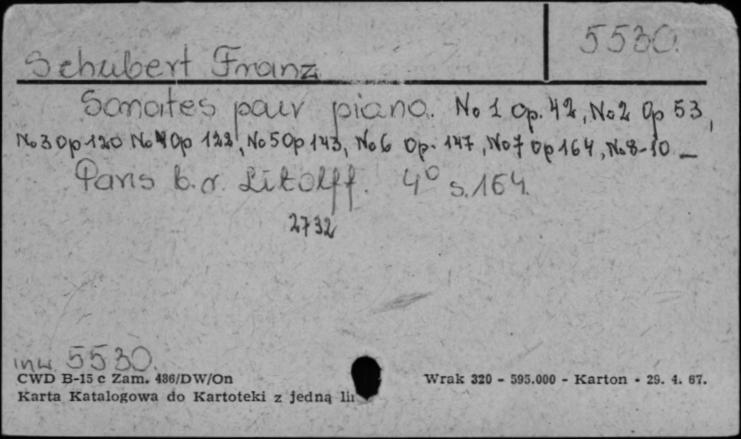 5530.
Schubert Franz
Sonates pour piano. No 1 Op. 42, No 2 Op 53,
No 3 Op 120 No 4 Op 122, No 5 Op 143, No 6 Op. 147, No 7 Op 164, No 8-10 —
Paris b.r. Litolff. 4° s. 164.
2732
inw 5530.
CWD B-15 c Zam. 486/DW/On
Wrak 320 - 595.000 - Karton - 29. 4. 67.
Karta Katalogowa do Kartoteki z jedną